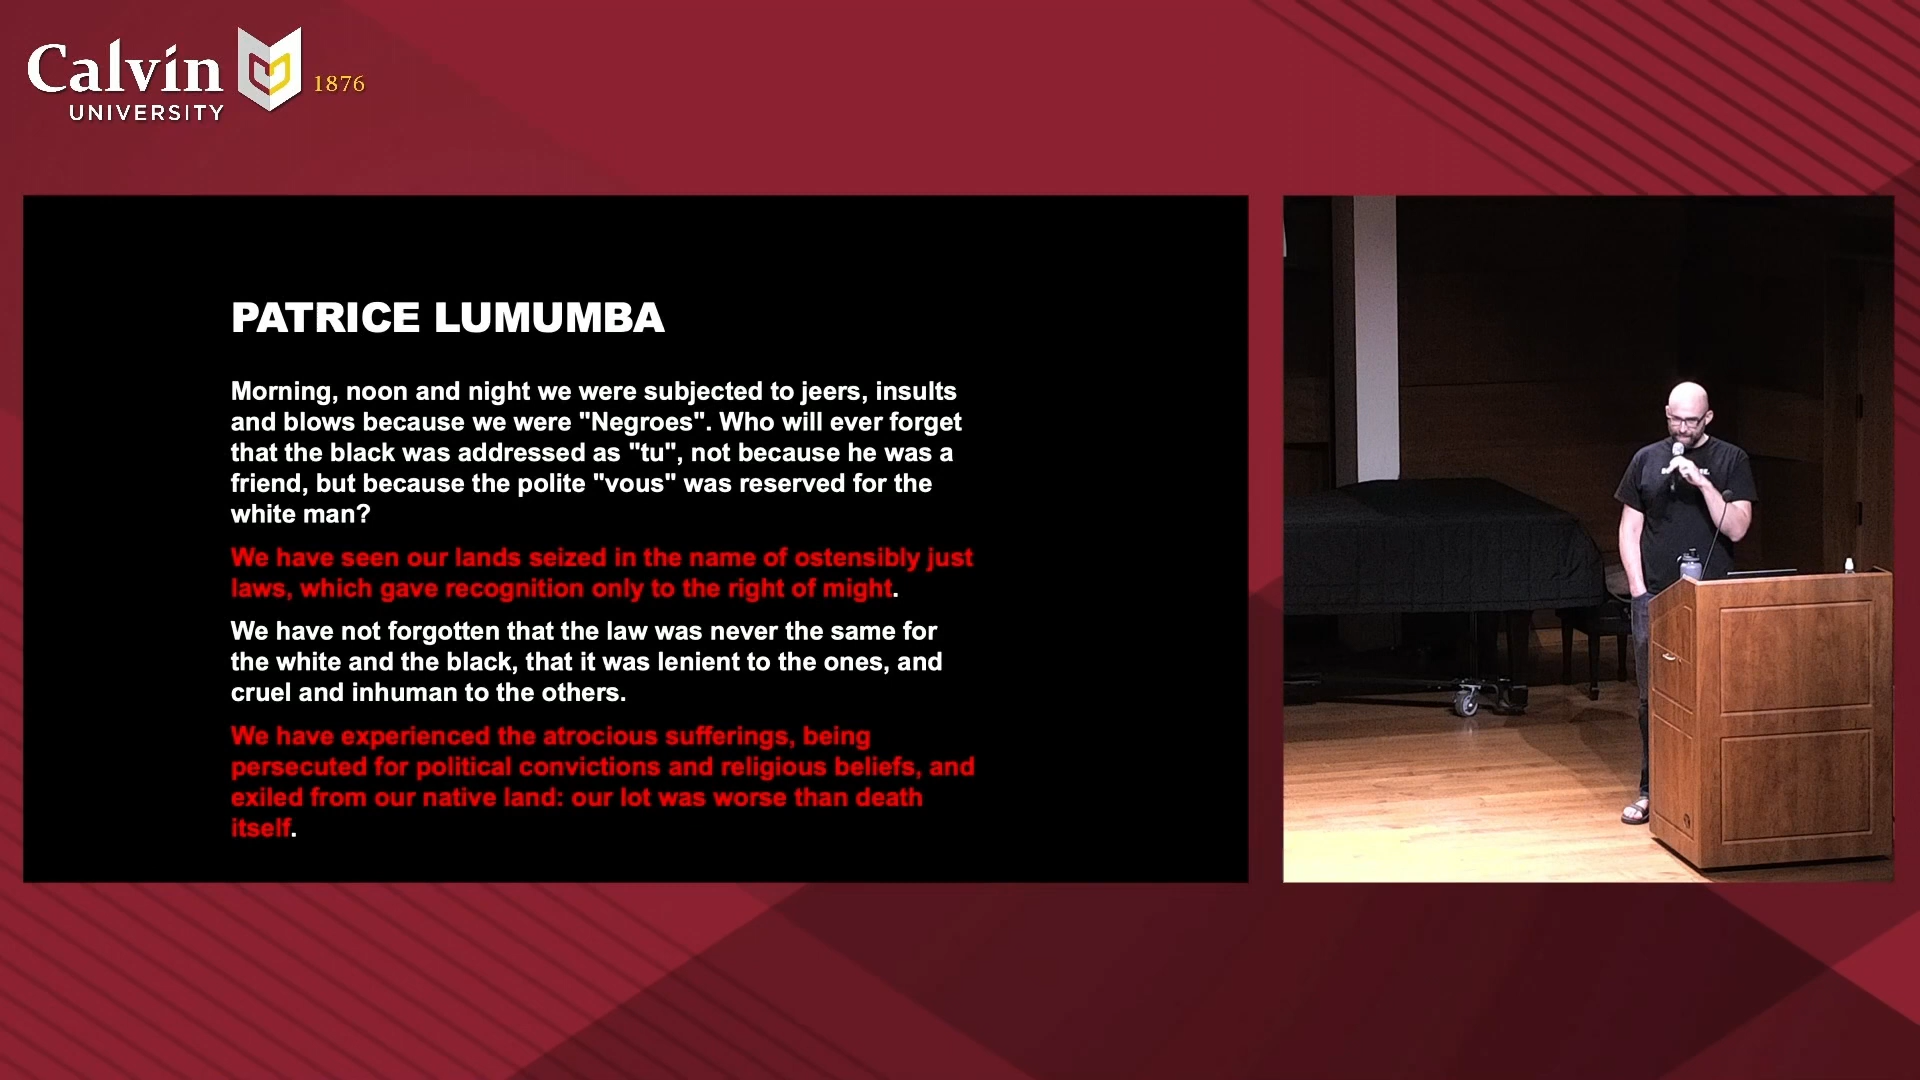 Calvin
UNIVERSITY
1876
PATRICE LUMUMBA
Morning, noon and night we were subjected to jeers, insults
and blows because we were "Negroes". Who will ever forget
that the black was addressed as "tu", not because he was a
friend, but because the polite "vous" was reserved for the
white man?
We have seen our lands seized in the name of ostensibly just
laws, which gave recognition only to the right of might.
We have not forgotten that the law was never the same for
the white and the black, that it was lenient to the ones, and
cruel and inhuman to the others.
We have experienced the atrocious sufferings, being
persecuted for political convictions and religious beliefs, and
exiled from our native land: our lot was worse than death
itself.